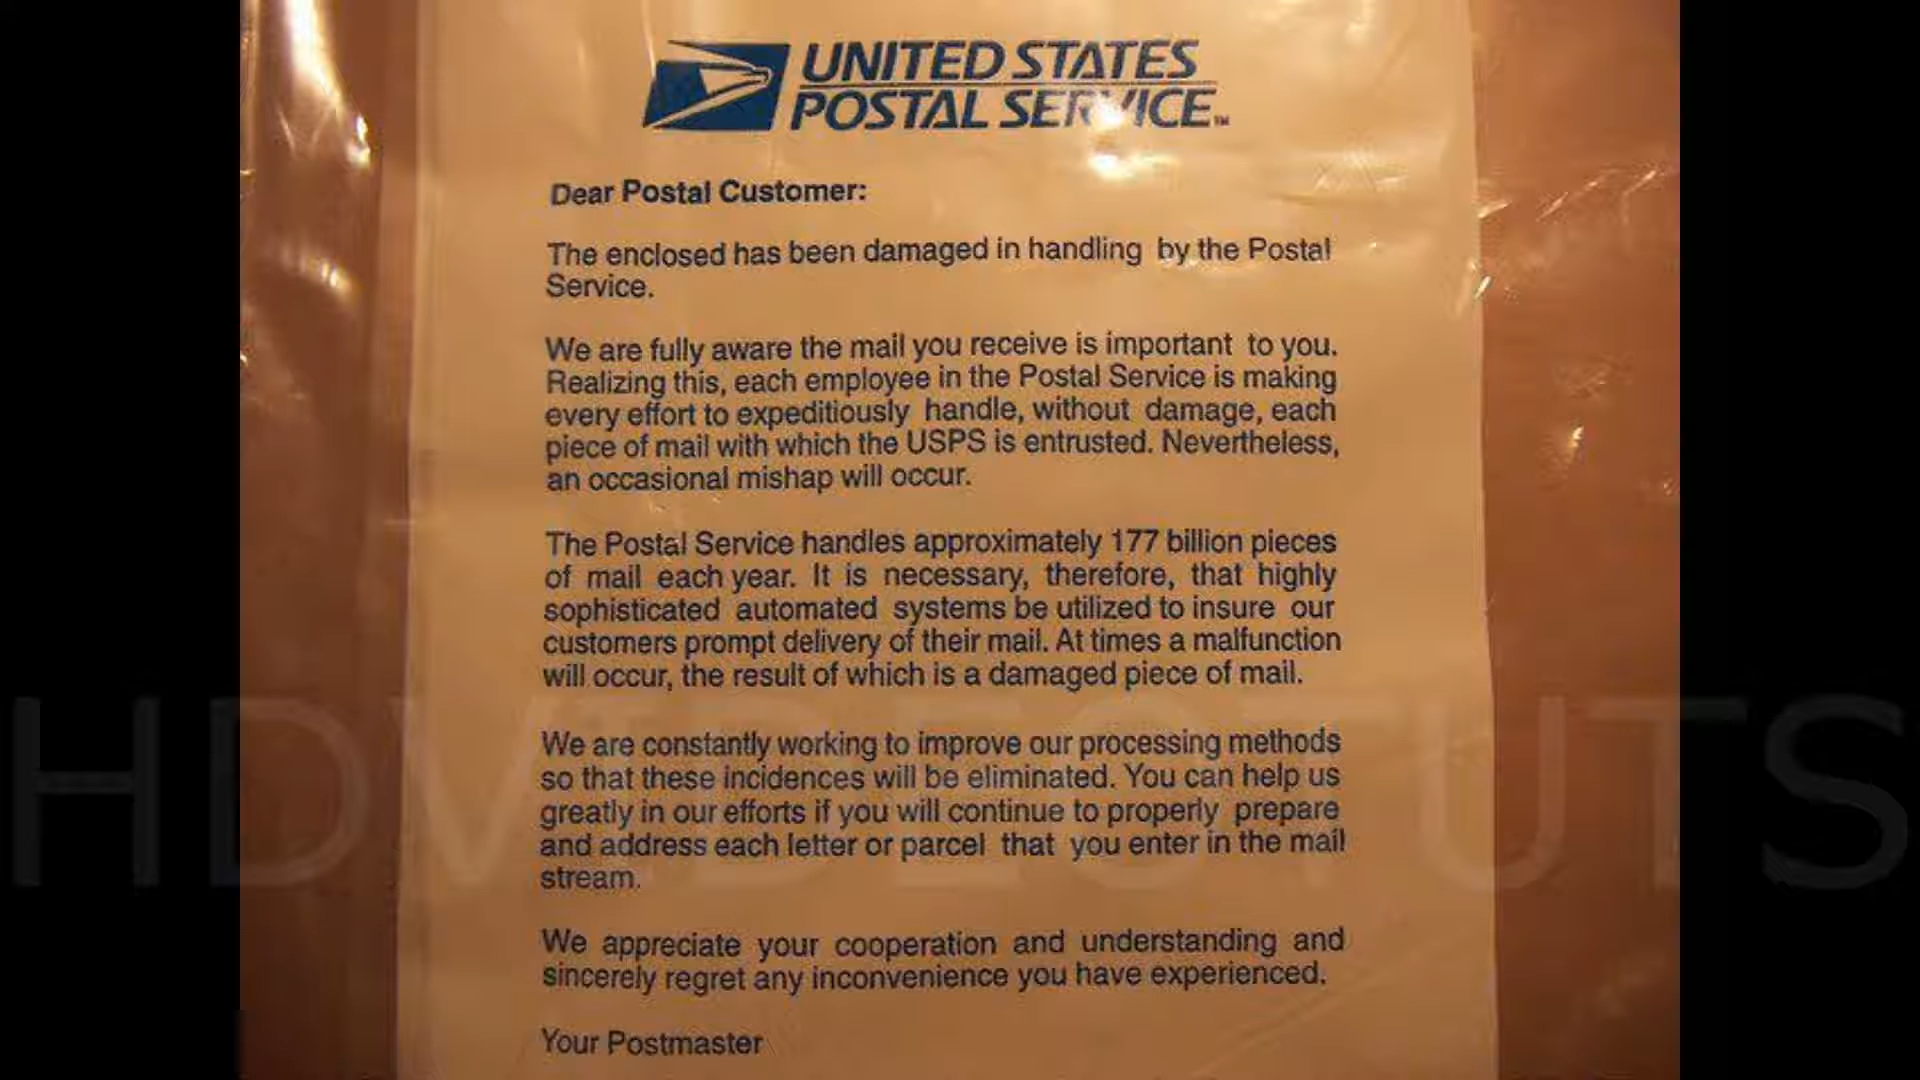 UNITED STATES
POSTAL SERVICE™
Dear Postal Customer:
The enclosed has been damaged in handling by the Postal
Service.
We are fully aware the mail you receive is important to you.
Realizing this, each employee in the Postal Service is making
every effort to expeditiously handle, without damage, each
piece of mail with which the USPS is entrusted. Nevertheless,
an occasional mishap will occur.
The Postal Service handles approximately 177 billion pieces
of mail each year. It is necessary, therefore, that highly
sophisticated automated systems be utilized to insure our
customers prompt delivery of their mail. At times a malfunction
will occur, the result of which is a damaged piece of mail.
We are constantly working to improve our processing methods
so that these incidences will be eliminated. You can help us
greatly in our efforts if you will continue to properly prepare
and address each letter or parcel that you enter in the mail
stream.
We appreciate your cooperation and understanding and
sincerely regret any inconvenience you have experienced.
Your Postmaster
HDVIDEOTUTS